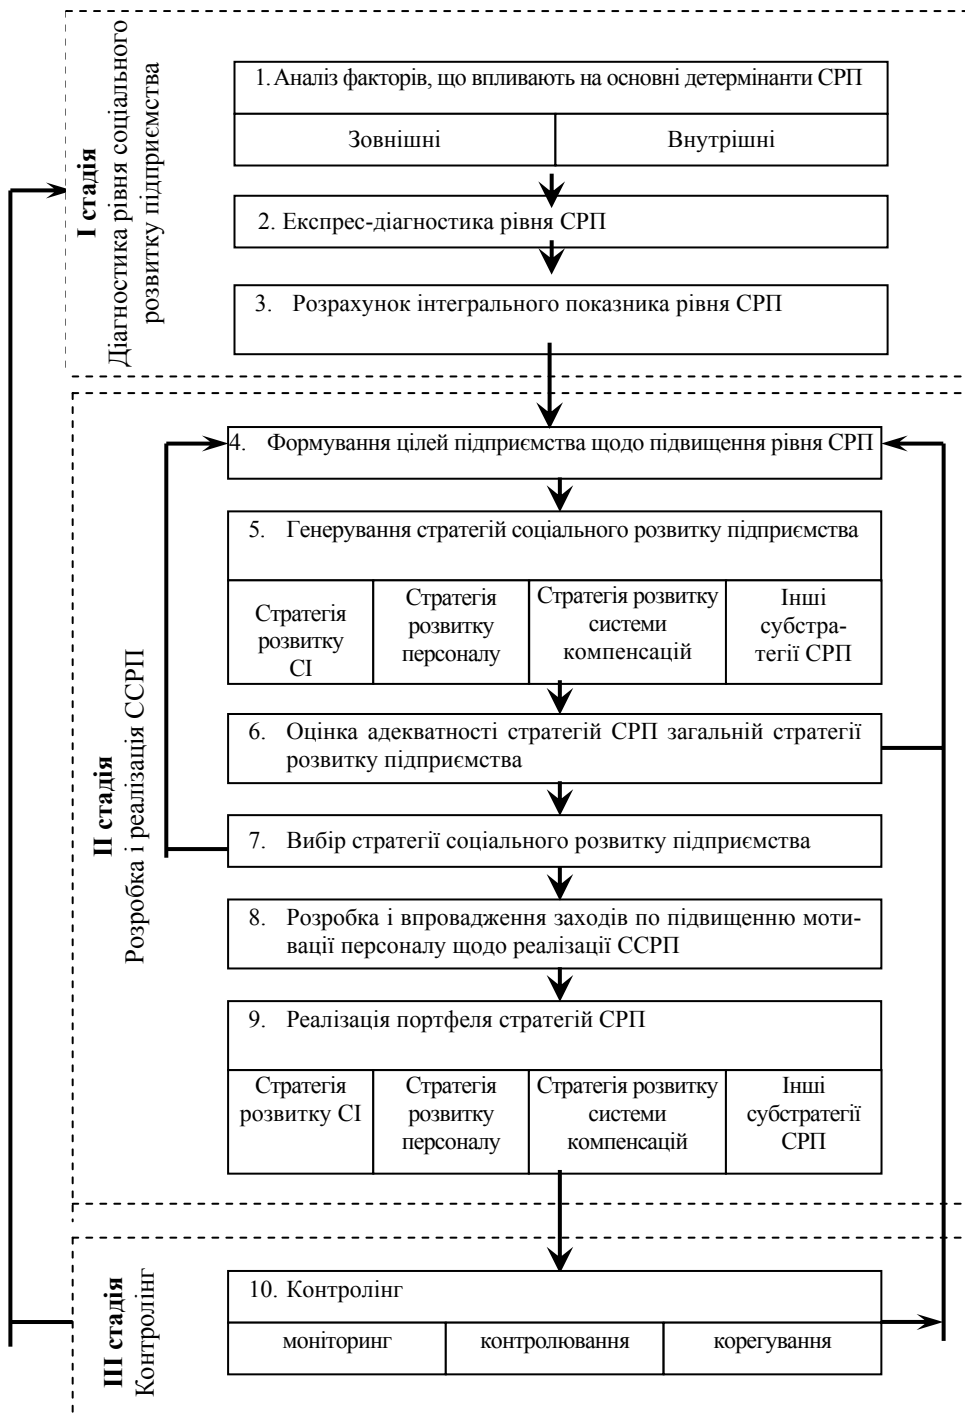 І стадія
Діагностика рівня соціального
розвитку підприємства
1. Аналіз факторів, що впливають на основні детермінанти СРП
Зовнішні
Внутрішні
2. Експрес-діагностика рівня СРП
3. Розрахунок інтегрального показника рівня СРП
ІІ стадія
Розробка і реалізація ССРП
4. Формування цілей підприємства щодо підвищення рівня СРП
5. Генерування стратегій соціального розвитку підприємства
Стратегія
розвитку
СІ
Стратегія
розвитку
персоналу
Стратегія розвитку
системи
компенсацій
Інші
субстра-
тегії СРП
6. Оцінка адекватності стратегій СРП загальній стратегії
розвитку підприємства
7. Вибір стратегії соціального розвитку підприємства
8. Розробка і впровадження заходів по підвищенню моти-
вації персоналу щодо реалізації ССРП
9. Реалізація портфеля стратегій СРП
Стратегія
розвитку СІ
Стратегія
розвитку
персоналу
Стратегія розвитку
системи
компенсацій
Інші
субстратегії
СРП
ІІІ стадія
Контролінг
10. Контролінг
моніторинг
контролювання
корегування